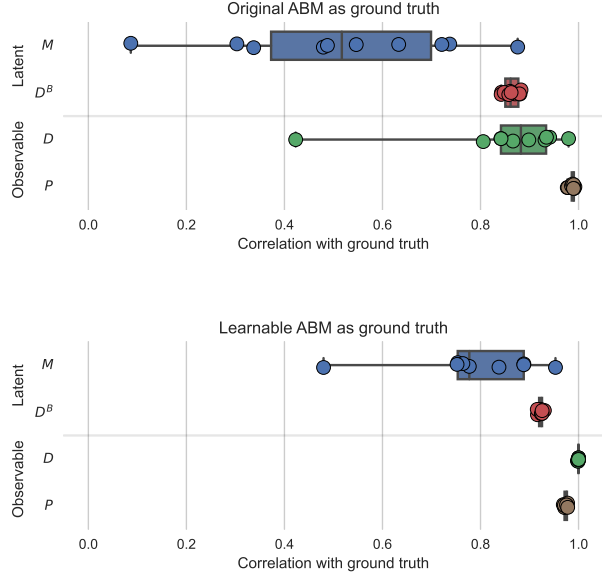 Original ABM as ground truth
Latent
M
D^B
Observable
D
P
0.0 0.2 0.4 0.6 0.8 1.0
Correlation with ground truth
Learnable ABM as ground truth
Latent
M
D^B
Observable
D
P
0.0 0.2 0.4 0.6 0.8 1.0
Correlation with ground truth